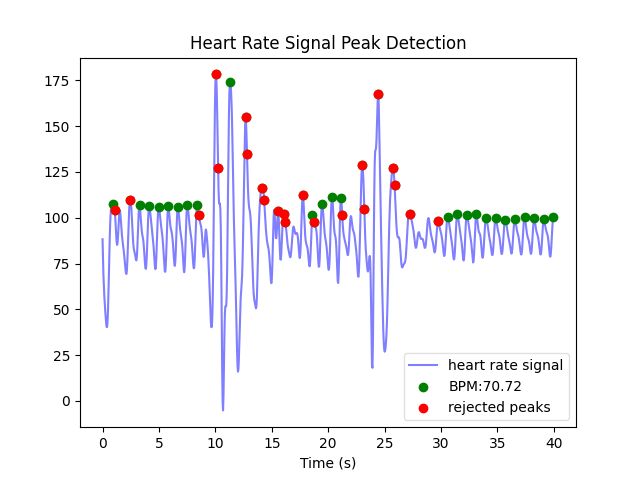 Heart Rate Signal Peak Detection
175
150
125
100
75
50
25
0
heart rate signal
BPM:70.72
rejected peaks
0 5 10 15 20 25 30 35 40
Time (s)